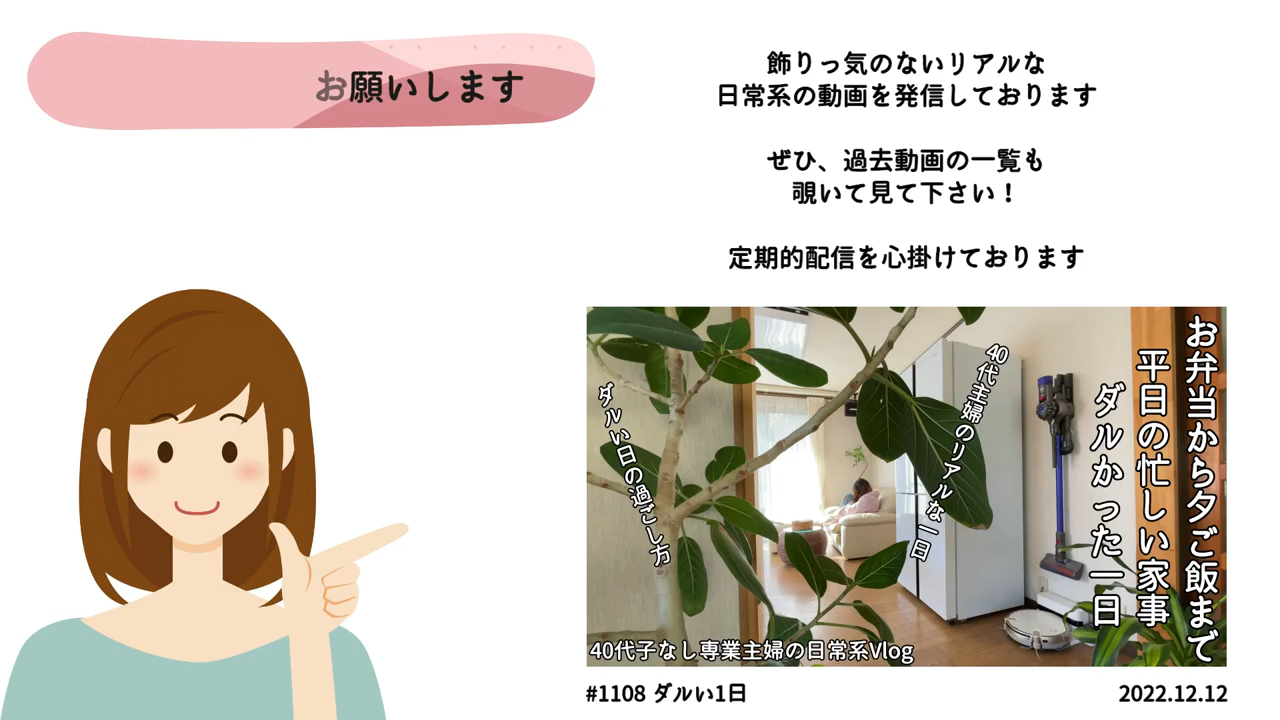 お願いします
飾りっ気のないリアルな
日常系の動画を発信しております
ぜひ、過去動画の一覧も
覗いて見て下さい！
定期的配信を心掛けております
お弁当から夕ご飯まで
平日の忙しい家事
ダルかった一日
40代主婦のリアルな一日
ダルい日の過ごし方
40代子なし専業主婦の日常系Vlog
#1108 ダルい1日
2022.12.12